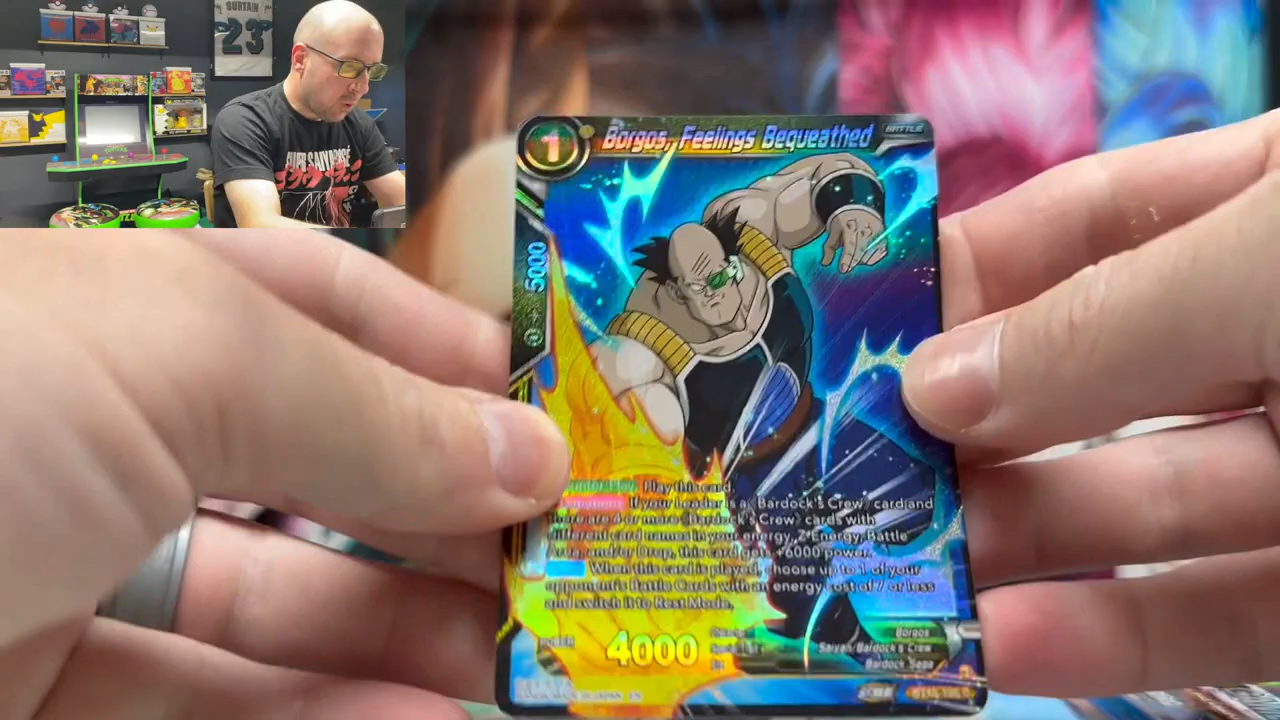 SURTAIN
23
1
Borgos, Feelings Bequeathed
BATTLE
5000
Play this card.
If your Leader is a《Bardock's Crew》card and
there are 4 or more《Bardock's Crew》cards with
different card names in your energy, Z-Energy, Battle
Area, and/or Drop, this card gets +6000 power.
When this card is played, choose up to 1 of your
opponent's Battle Cards with an energy cost of 7 or less
and switch it to Rest Mode.
POWER
4000
Borgos
Saiyan/Bardock's Crew
Bardock Saga